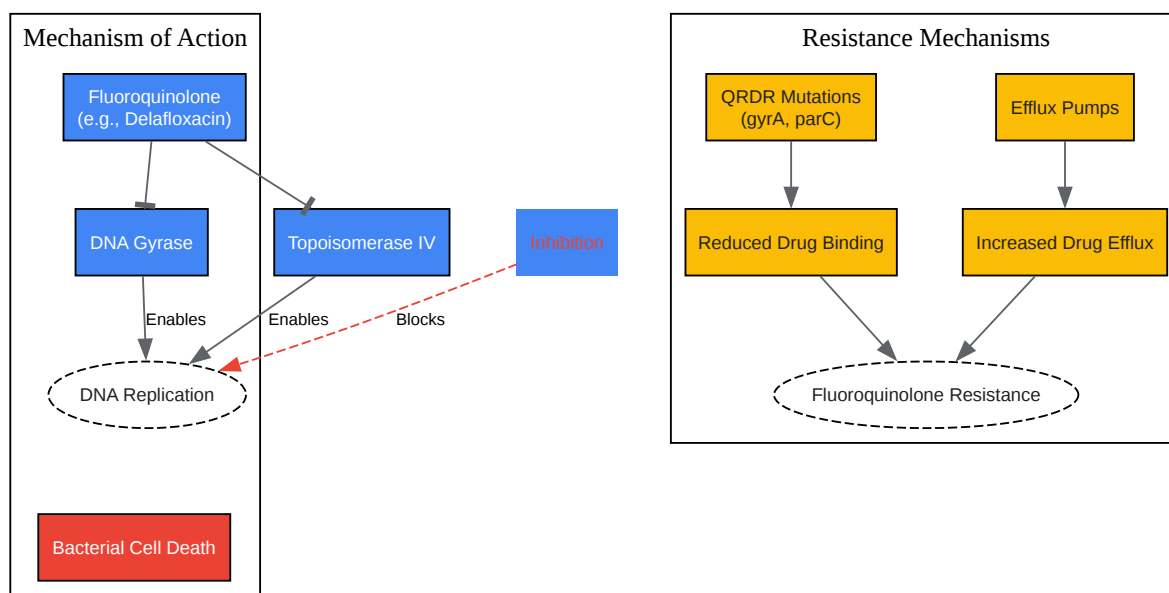 Mechanism of Action
Fluoroquinolone
(e.g., Delafloxacin)
DNA Gyrase
Topoisomerase IV
Inhibition
Enables
Enables
Blocks
DNA Replication
Bacterial Cell Death
Resistance Mechanisms
QRDR Mutations
(gyrA, parC)
Efflux Pumps
Reduced Drug Binding
Increased Drug Efflux
Fluoroquinolone Resistance